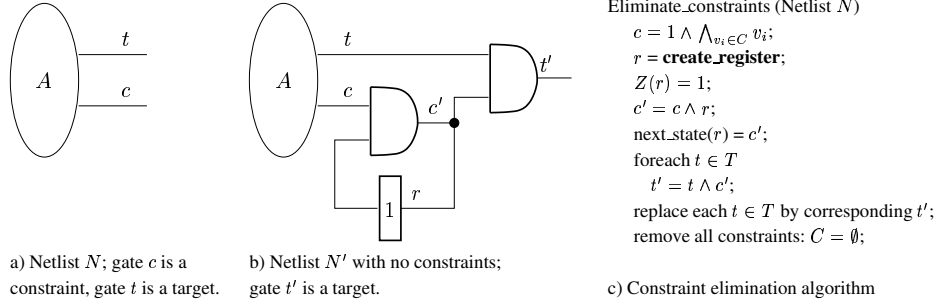 A
t
c
a) Netlist N; gate c is a
constraint, gate t is a target.
A
t
c
c'
t'
r
1
b) Netlist N' with no constraints;
gate t' is a target.
Eliminate_constraints (Netlist N)
c = 1 ∧ ⋀_{v_i∈C} v_i;
r = create_register;
Z(r) = 1;
c' = c ∧ r;
next_state(r) = c';
foreach t ∈ T
t' = t ∧ c';
replace each t ∈ T by corresponding t';
remove all constraints: C = ∅;
c) Constraint elimination algorithm